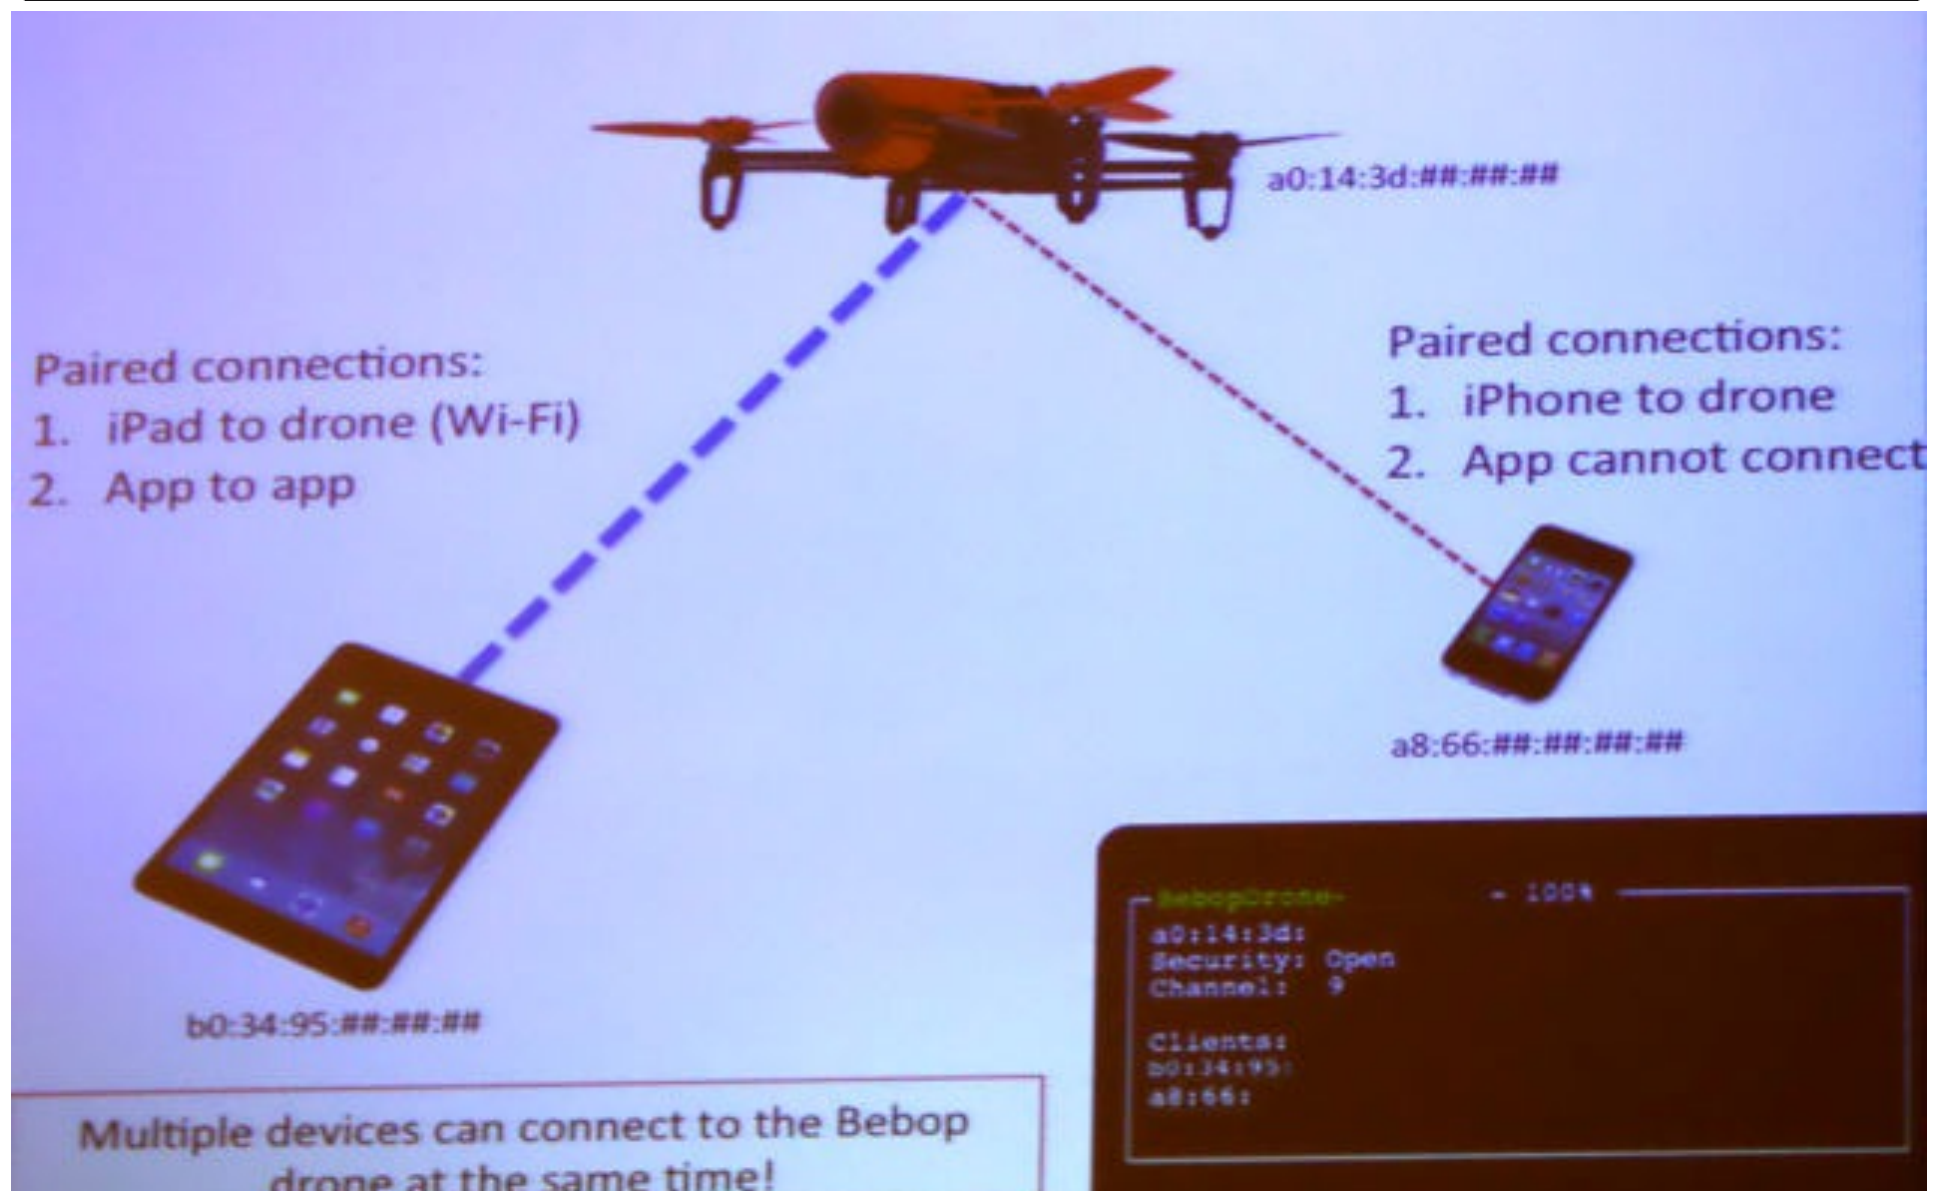 a0:14:3d:##:##:##
Paired connections:
1. iPad to drone (Wi-Fi)
2. App to app
Paired connections:
1. iPhone to drone
2. App cannot connect
a8:66:##:##:##:##
b0:34:95:##:##:##
BebopDrone-
- 100%
a0:14:3d:
Security: Open
Channel: 9
Clients:
b0:34:95:
a8:66:
Multiple devices can connect to the Bebop
drone at the same time!